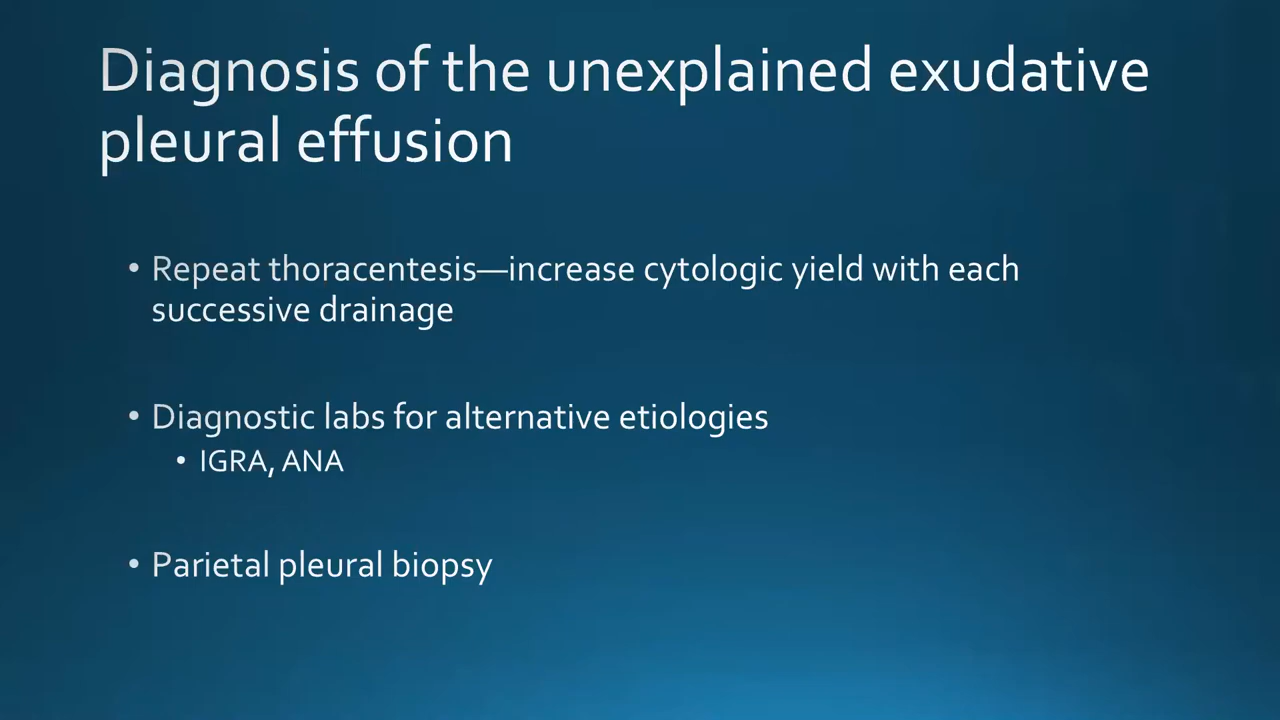 Diagnosis of the unexplained exudative
pleural effusion
• Repeat thoracentesis—increase cytologic yield with each
successive drainage
• Diagnostic labs for alternative etiologies
• IGRA, ANA
• Parietal pleural biopsy